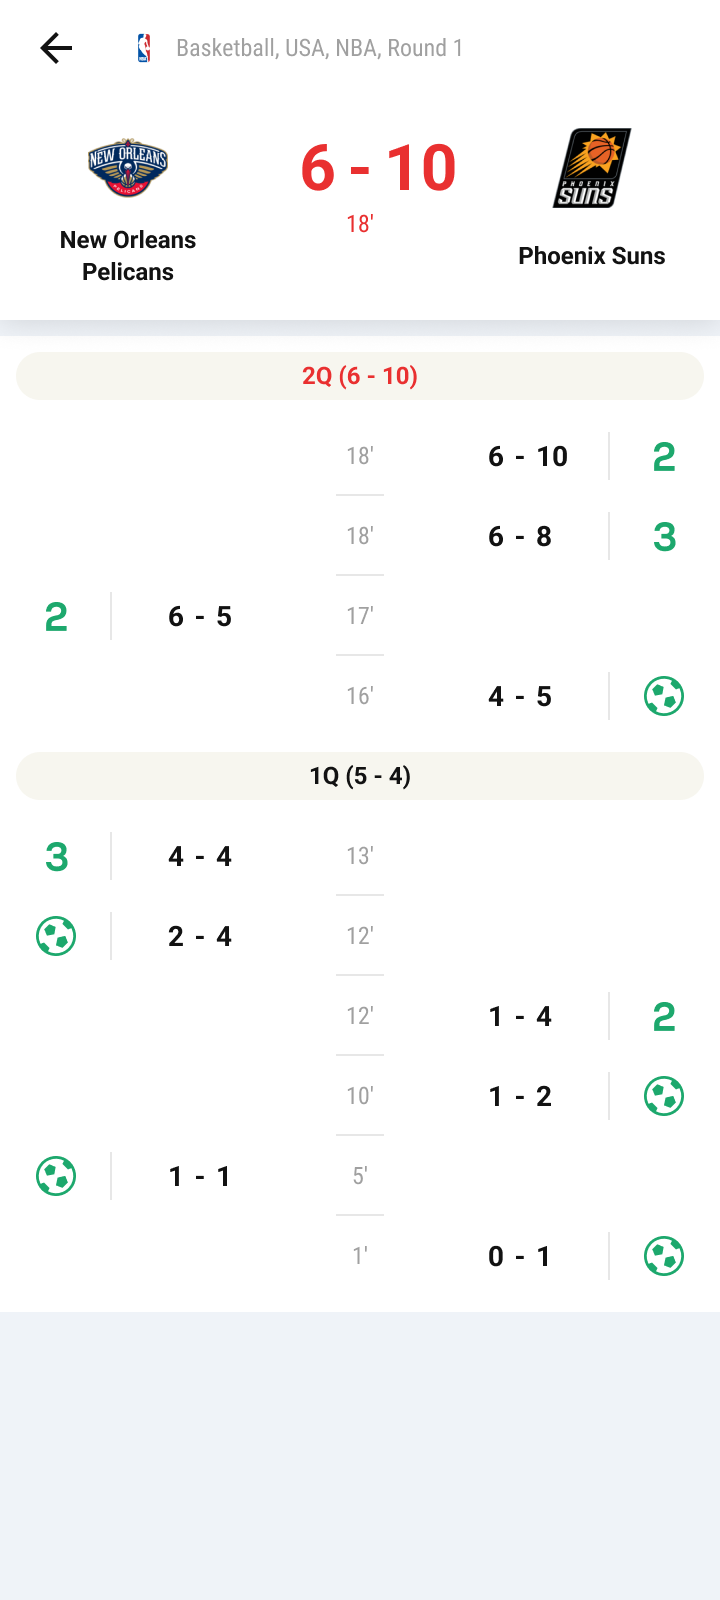 Basketball, USA, NBA, Round 1
NEW ORLEANS
PELICANS
6 - 10
18'
PHOENIX
SUNS
New Orleans
Pelicans
Phoenix Suns
2Q (6 - 10)
18' 6 - 10 2
18' 6 - 8 3
2 6 - 5 17'
16' 4 - 5
1Q (5 - 4)
3 4 - 4 13'
2 - 4 12'
12' 1 - 4 2
10' 1 - 2
1 - 1 5'
1' 0 - 1